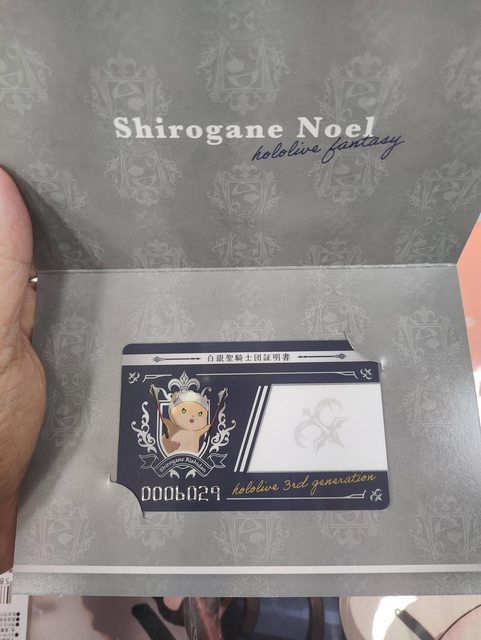 Shirogane Noel
hololive fantasy
白銀聖騎士団証明書
Shirogane Kishidan
0006029
hololive 3rd generation